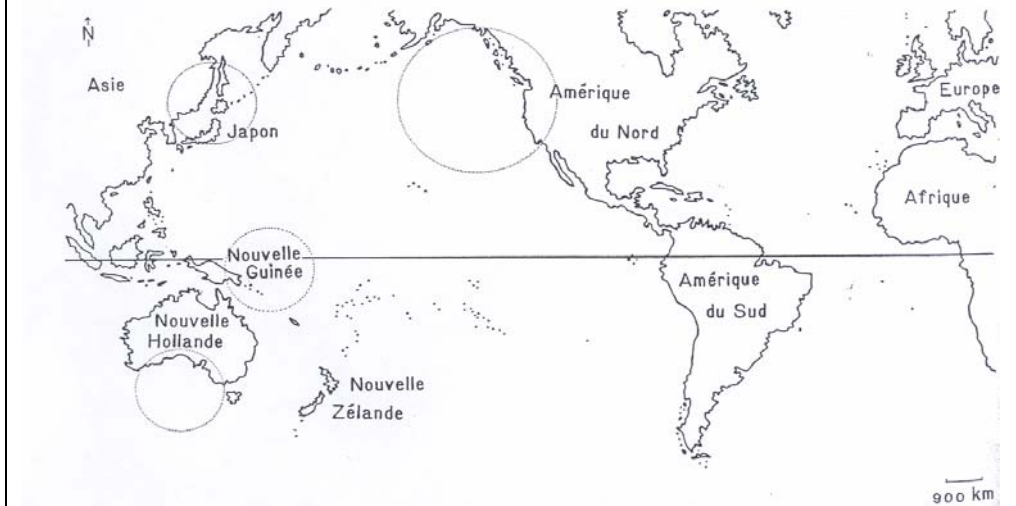 N
Asie
Japon
Amérique
du Nord
Europe
Afrique
Nouvelle
Guinée
Amérique
du Sud
Nouvelle
Hollande
Nouvelle
Zélande
900 km